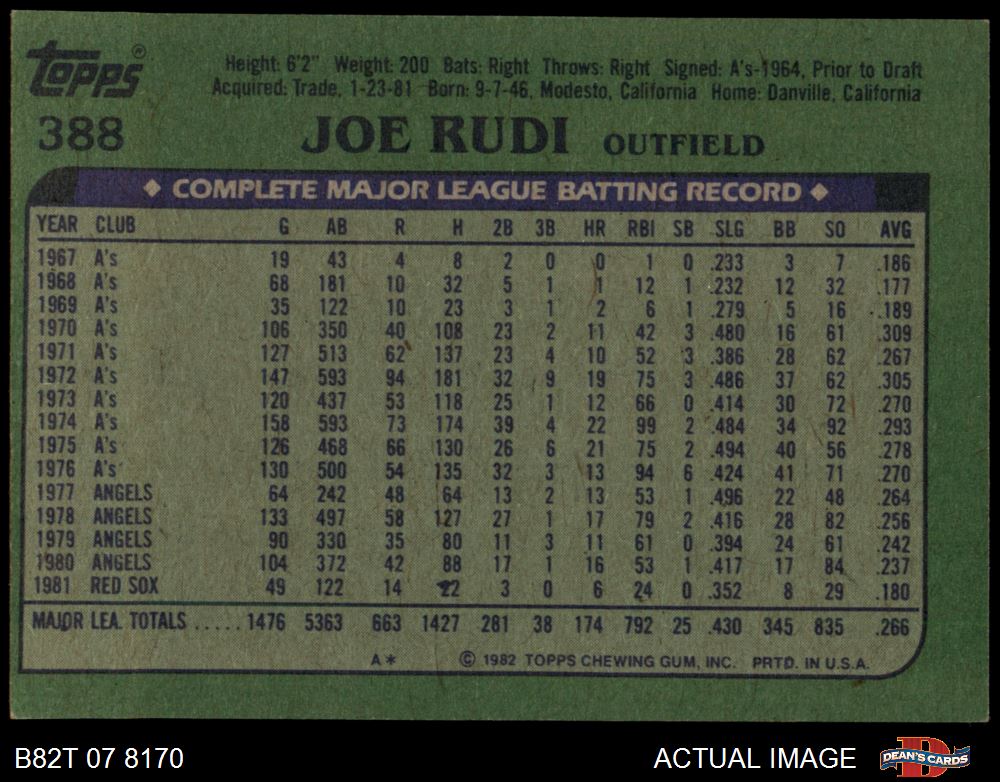 Topps®
Height: 6'2" Weight: 200 Bats: Right Throws: Right Signed: A's-1964, Prior to Draft
Acquired: Trade, 1-23-81 Born: 9-7-46, Modesto, California Home: Danville, California
388 JOE RUDI OUTFIELD
◆ COMPLETE MAJOR LEAGUE BATTING RECORD ◆
YEAR CLUB G AB R H 2B 3B HR RBI SB SLG BB SO AVG
1967 A's 19 43 4 8 2 0 0 1 0 .233 3 7 .186
1968 A's 68 181 10 32 5 1 1 12 1 .232 12 32 .177
1969 A's 35 122 10 23 3 1 2 6 1 .279 5 16 .189
1970 A's 106 350 40 108 23 2 11 42 3 .480 16 61 .309
1971 A's 127 513 62 137 23 4 10 52 3 .386 28 62 .267
1972 A's 147 593 94 181 32 9 19 75 3 .486 37 62 .305
1973 A's 120 437 53 118 25 1 12 66 0 .414 30 72 .270
1974 A's 158 593 73 174 39 4 22 99 2 .484 34 92 .293
1975 A's 126 468 66 130 26 6 21 75 2 .494 40 56 .278
1976 A's 130 500 54 135 32 3 13 94 6 .424 41 71 .270
1977 ANGELS 64 242 48 64 13 2 13 53 1 .496 22 48 .264
1978 ANGELS 133 497 58 127 27 1 17 79 2 .416 28 82 .256
1979 ANGELS 90 330 35 80 11 3 11 61 0 .394 24 61 .242
1980 ANGELS 104 372 42 88 17 1 16 53 1 .417 17 84 .237
1981 RED SOX 49 122 14 22 3 0 6 24 0 .352 8 29 .180
MAJOR LEA. TOTALS ..... 1476 5363 663 1427 281 38 174 792 25 .430 345 835 .266
A* © 1982 TOPPS CHEWING GUM, INC. PRTD. IN U.S.A.
B82T 07 8170 ACTUAL IMAGE DEAN'S CARDS